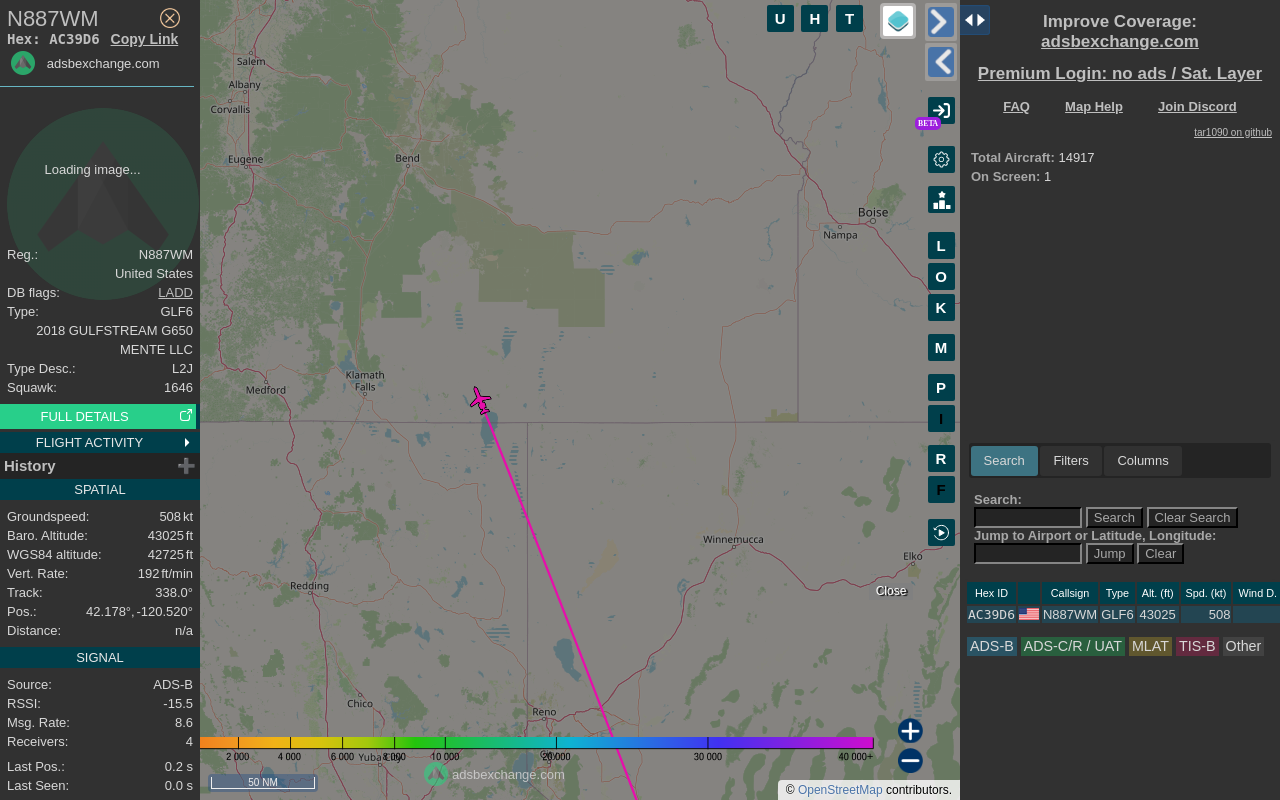 N887WM
Hex: AC39D6 Copy Link
adsbexchange.com
Loading image...
Reg.: N887WM
United States
DB flags: LADD
Type: GLF6
2018 GULFSTREAM G650
MENTE LLC
Type Desc.: L2J
Squawk: 1646
FULL DETAILS
FLIGHT ACTIVITY
History
SPATIAL
Groundspeed: 508 kt
Baro. Altitude: 43025 ft
WGS84 altitude: 42725 ft
Vert. Rate: 192 ft/min
Track: 338.0°
Pos.: 42.178°, -120.520°
Distance: n/a
SIGNAL
Source: ADS-B
RSSI: -15.5
Msg. Rate: 8.6
Receivers: 4
Last Pos.: 0.2 s
Last Seen: 0.0 s
Salem
Albany
Corvallis
Eugene
Bend
Boise
Nampa
Klamath
Falls
Medford
Winnemucca
Elko
Redding
Chico
Reno
Yuba City
Close
2 000 4 000 6 000 8 000 10 000 20 000 30 000 40 000+
adsbexchange.com
50 NM
© OpenStreetMap contributors.
U H T
BETA
L
O
K
M
P
I
R
F
Improve Coverage:
adsbexchange.com
Premium Login: no ads / Sat. Layer
FAQ Map Help Join Discord
tar1090 on github
Total Aircraft: 14917
On Screen: 1
Search Filters Columns
Search:
Search Clear Search
Jump to Airport or Latitude, Longitude:
Jump Clear
Hex ID Callsign Type Alt. (ft) Spd. (kt) Wind D.
AC39D6 N887WM GLF6 43025 508
ADS-B ADS-C/R / UAT MLAT TIS-B Other